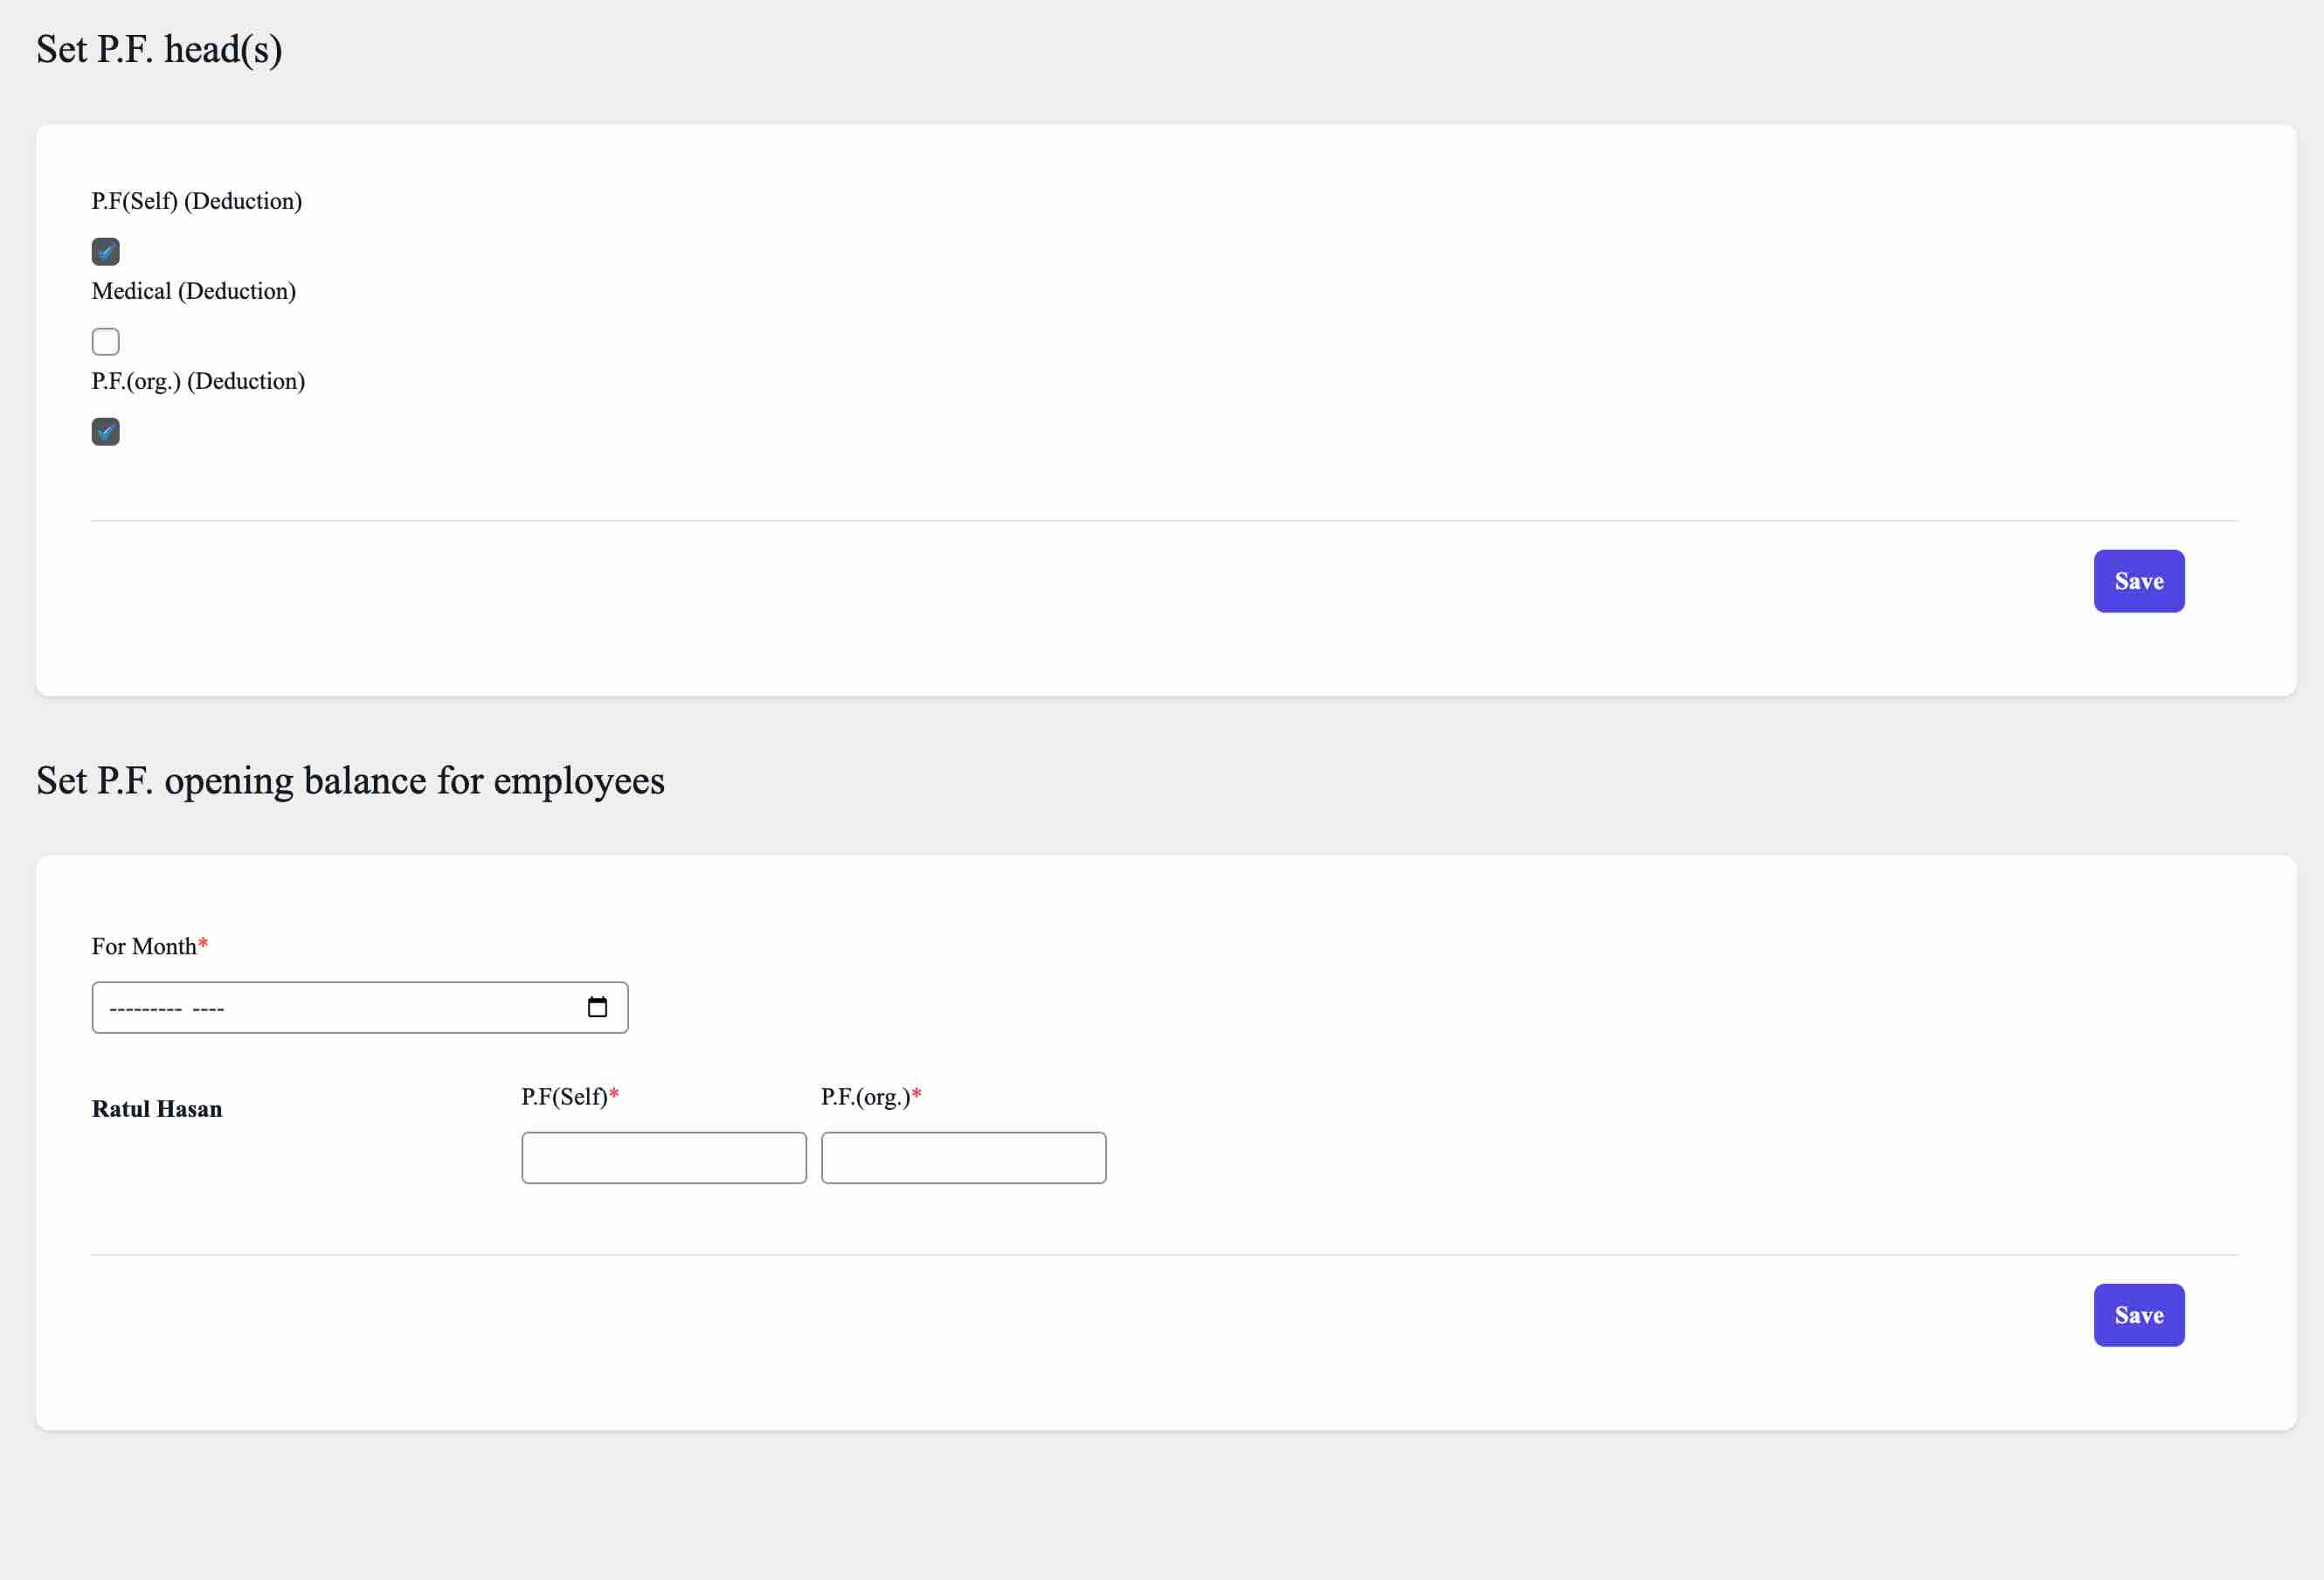 Set P.F. head(s)
P.F(Self) (Deduction)
Medical (Deduction)
P.F.(org.) (Deduction)
Save
Set P.F. opening balance for employees
For Month*
--------- ----
Ratul Hasan
P.F(Self)* P.F.(org.)*
Save